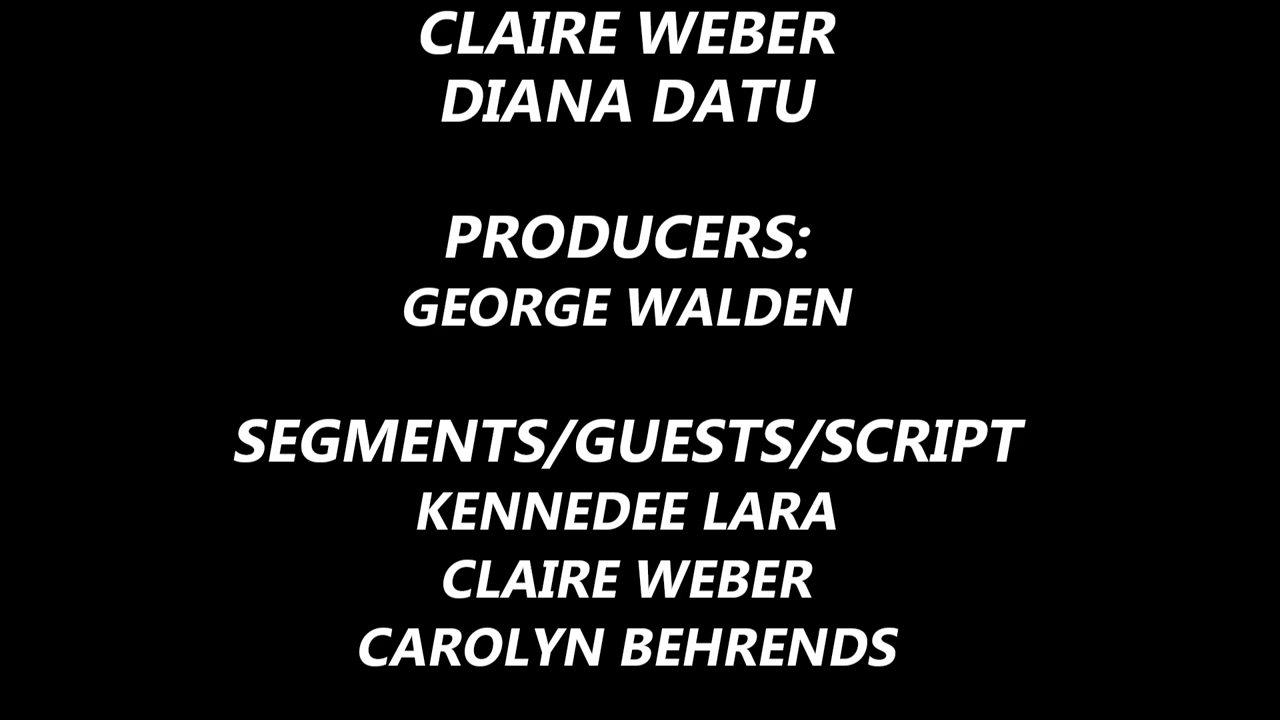 CLAIRE WEBER
DIANA DATU
PRODUCERS:
GEORGE WALDEN
SEGMENTS/GUESTS/SCRIPT
KENNEDEE LARA
CLAIRE WEBER
CAROLYN BEHRENDS